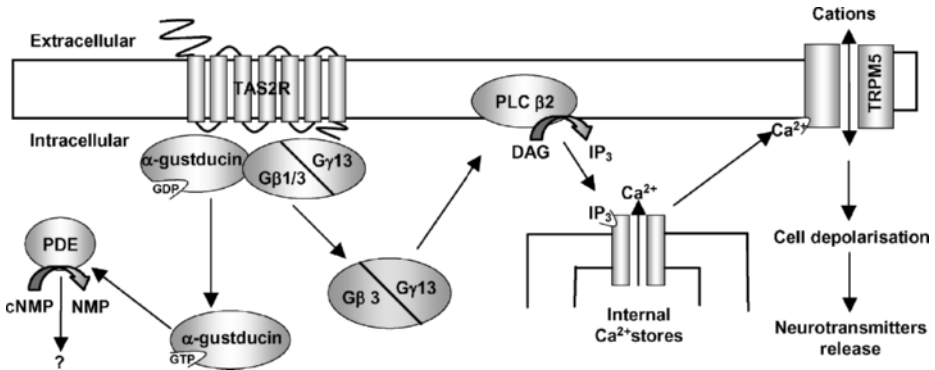 Cations
Extracellular
TAS2R
TRPM5
PLC β2
Intracellular
Ca²⁺
DAG
IP₃
α-gustducin
GDP
Gβ1/3
Gγ13
Ca²⁺
IP₃
PDE
cNMP
NMP
Gβ 3
Gγ13
Cell depolarisation
Internal
Ca²⁺stores
α-gustducin
GTP
?
Neurotransmitters
release